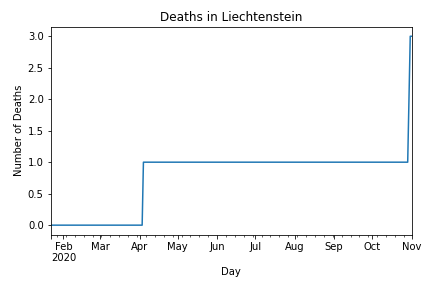 Deaths in Liechtenstein
Number of Deaths
3.0
2.5
2.0
1.5
1.0
0.5
0.0
Feb Mar Apr May Jun Jul Aug Sep Oct Nov
2020
Day